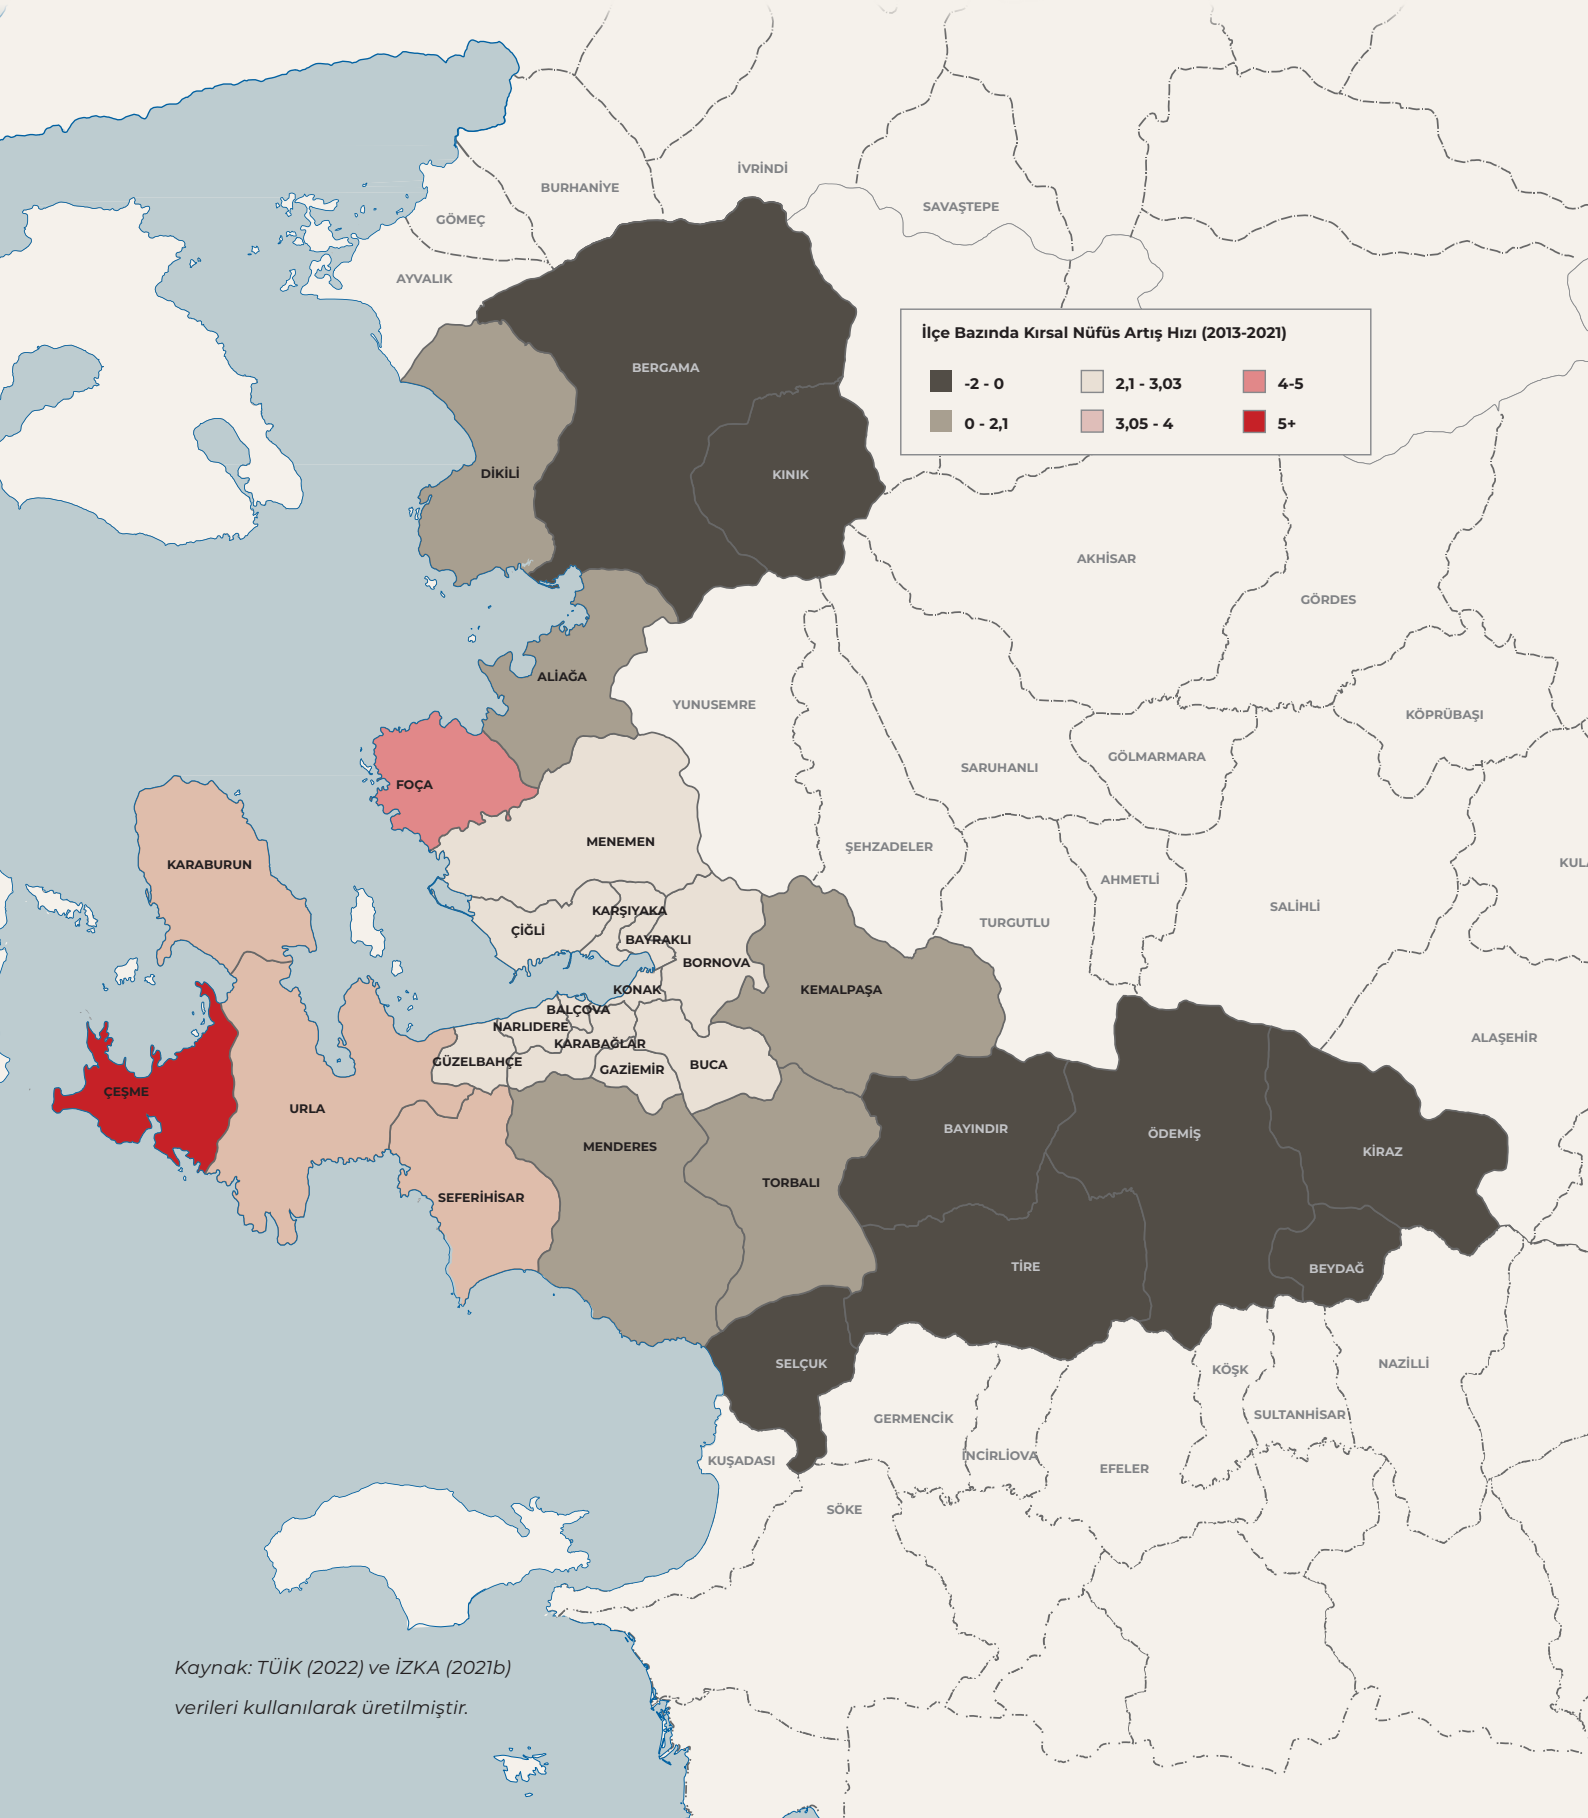 İVRİNDİ
BURHANİYE
SAVAŞTEPE
GÖMEÇ
AYVALIK
İlçe Bazında Kırsal Nüfüs Artış Hızı (2013-2021)
-2 - 0
2,1 - 3,03
4-5
0 - 2,1
3,05 - 4
5+
BERGAMA
DİKİLİ
KINIK
AKHİSAR
GÖRDES
ALİAĞA
YUNUSEMRE
KÖPRÜBAŞI
GÖLMARMARA
SARUHANLI
FOÇA
MENEMEN
ŞEHZADELER
KARABURUN
KULA
AHMETLİ
SALİHLİ
KARŞIYAKA
TURGUTLU
ÇİĞLİ
BAYRAKLI
BORNOVA
KONAK
KEMALPAŞA
BALÇOVA
NARLIDERE
ALAŞEHİR
KARABAĞLAR
GÜZELBAHÇE
BUCA
GAZİEMİR
ÇEŞME
URLA
BAYINDIR
ÖDEMİŞ
MENDERES
KİRAZ
TORBALI
SEFERİHİSAR
TİRE
BEYDAĞ
SELÇUK
KÖŞK
NAZİLLİ
GERMENCİK
SULTANHİSAR
KUŞADASI
İNCİRLİOVA
EFELER
SÖKE
Kaynak: TÜİK (2022) ve İZKA (2021b)
verileri kullanılarak üretilmiştir.